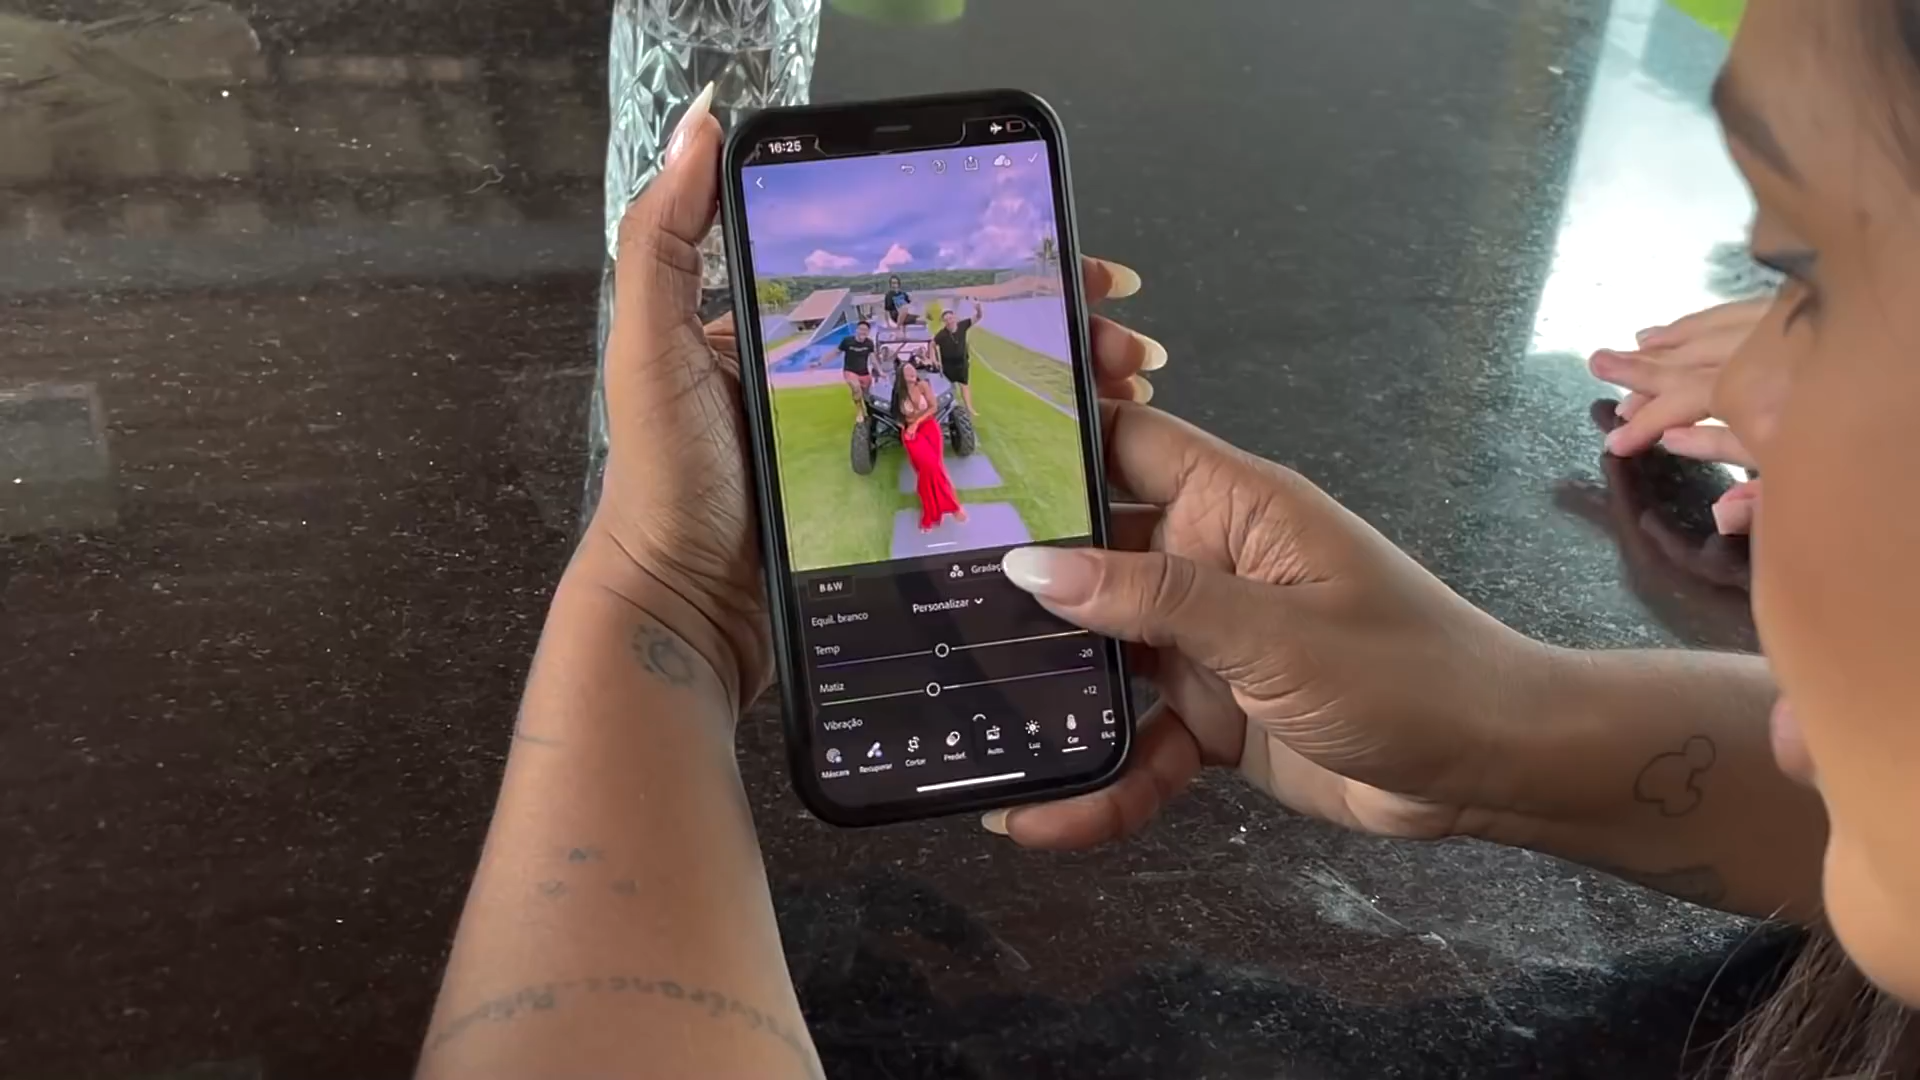 16:25
B&W
Equil. branco
Personalizar
Temp
-20
Matiz
+12
Vibração
Máscara Recuperar Cortar Predef. Auto. Luz Cor